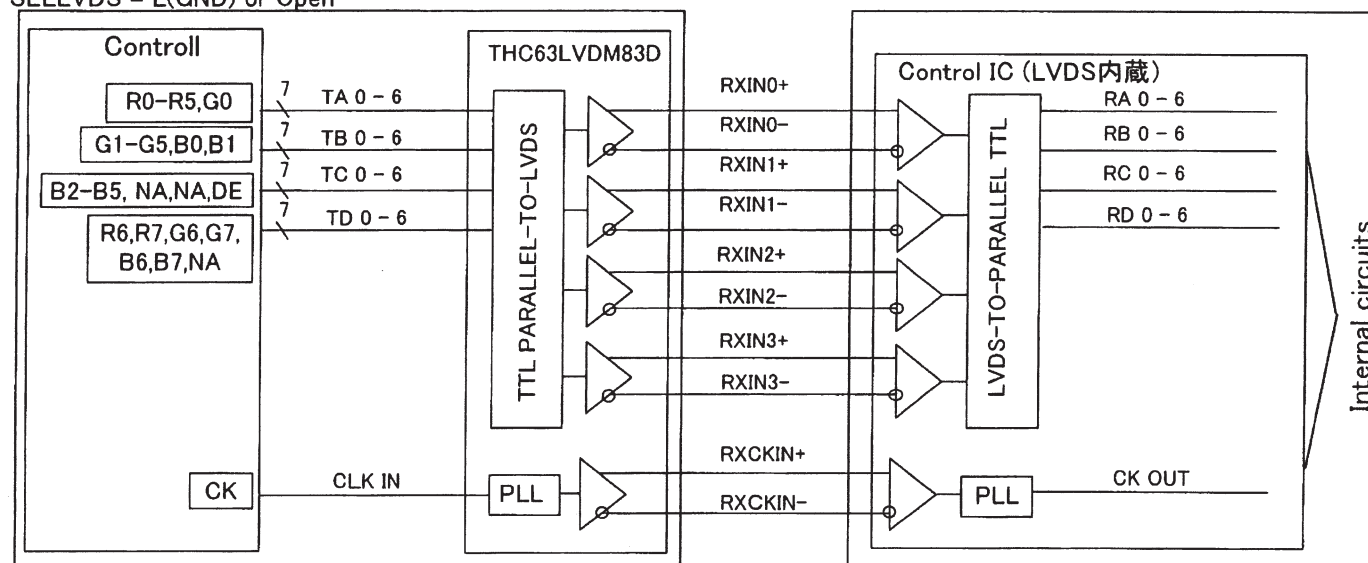 SELLVDS = L(GND) or Open
Controll
THC63LVDM83D
Control IC (LVDS内蔵)
R0-R5,G0
7
TA 0 - 6
RXIN0+
RA 0 - 6
G1-G5,B0,B1
7
TB 0 - 6
RXIN0-
RB 0 - 6
B2-B5, NA,NA,DE
7
TC 0 - 6
RXIN1+
RC 0 - 6
R6,R7,G6,G7,
B6,B7,NA
7
TD 0 - 6
RXIN1-
RD 0 - 6
TTL PARALLEL-TO-LVDS
RXIN2+
RXIN2-
RXIN3+
RXIN3-
LVDS-TO-PARALLEL TTL
Internal circuits
CK
CLK IN
PLL
RXCKIN+
RXCKIN-
PLL
CK OUT